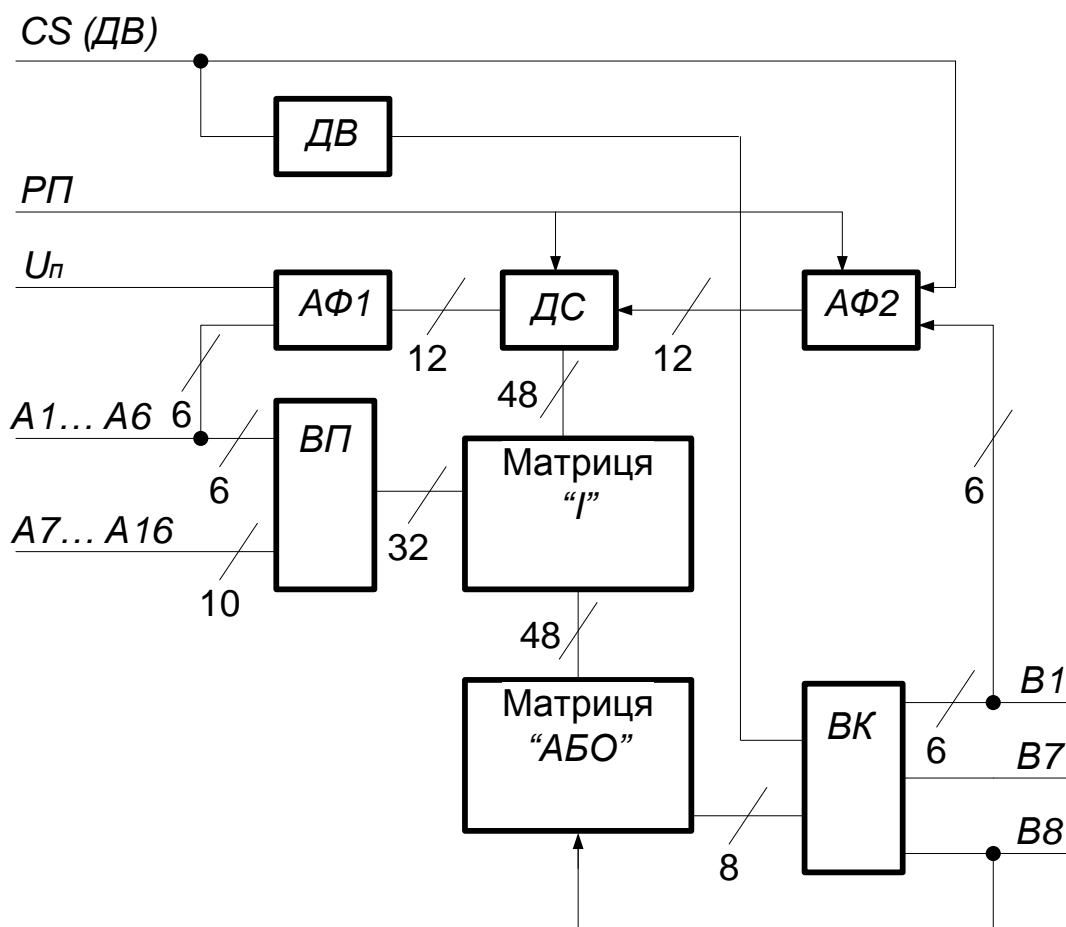 CS (ДВ)
ДВ
РП
Uп
АФ1
ДС
АФ2
12
12
6
48
А1... А6
6
ВП
Матриця
“І”
6
32
А7... А16
10
48
Матриця
“АБО”
ВК
6
В1
В7
8
В8